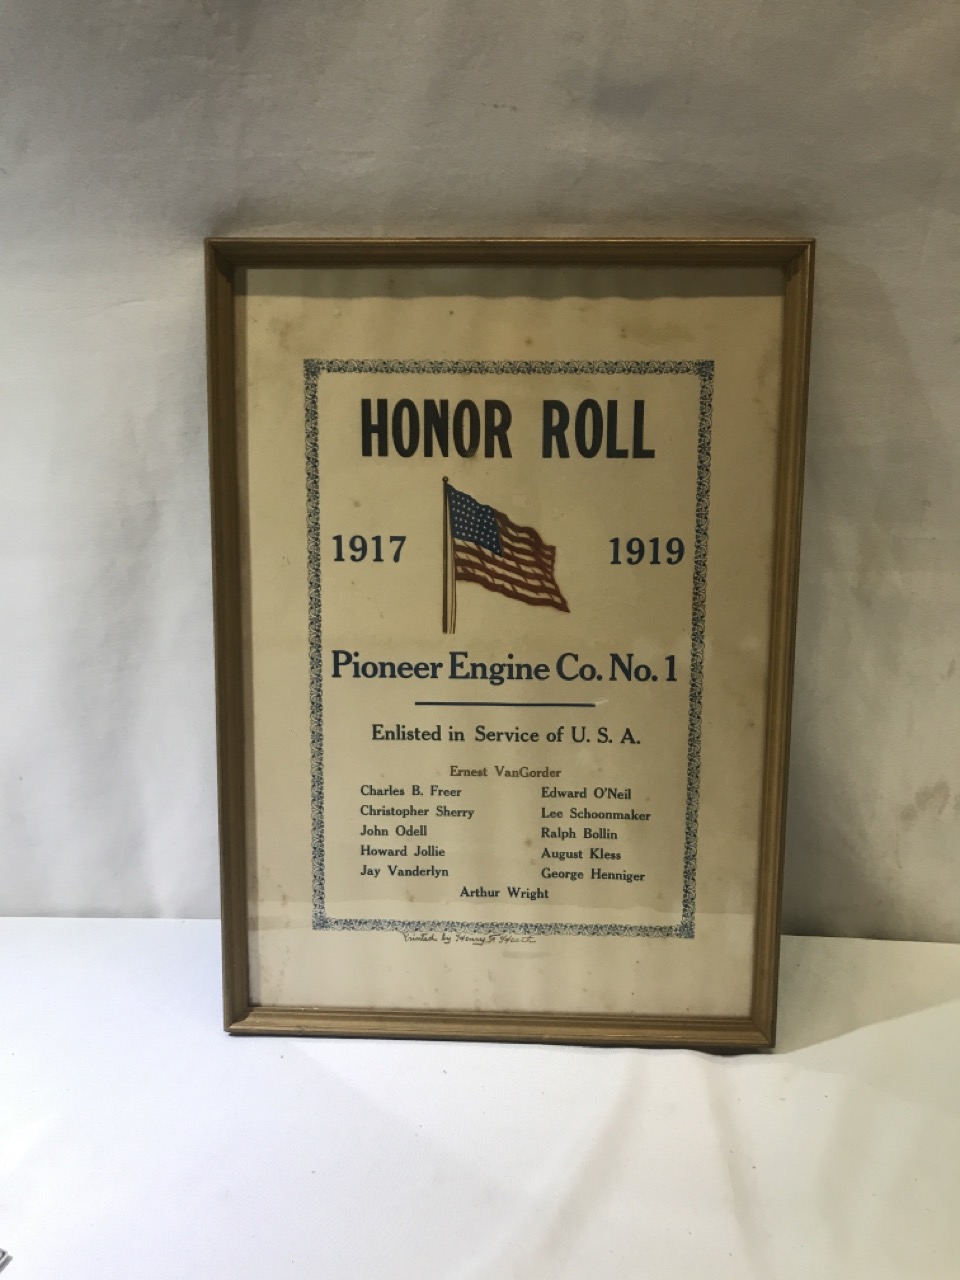 HONOR ROLL
1917 1919
Pioneer Engine Co. No. 1
Enlisted in Service of U. S. A.
Ernest VanGorder
Charles B. Freer Edward O'Neil
Christopher Sherry Lee Schoonmaker
John Odell Ralph Bollin
Howard Jollie August Kless
Jay Vanderlyn George Henniger
Arthur Wright
Printed by Henry